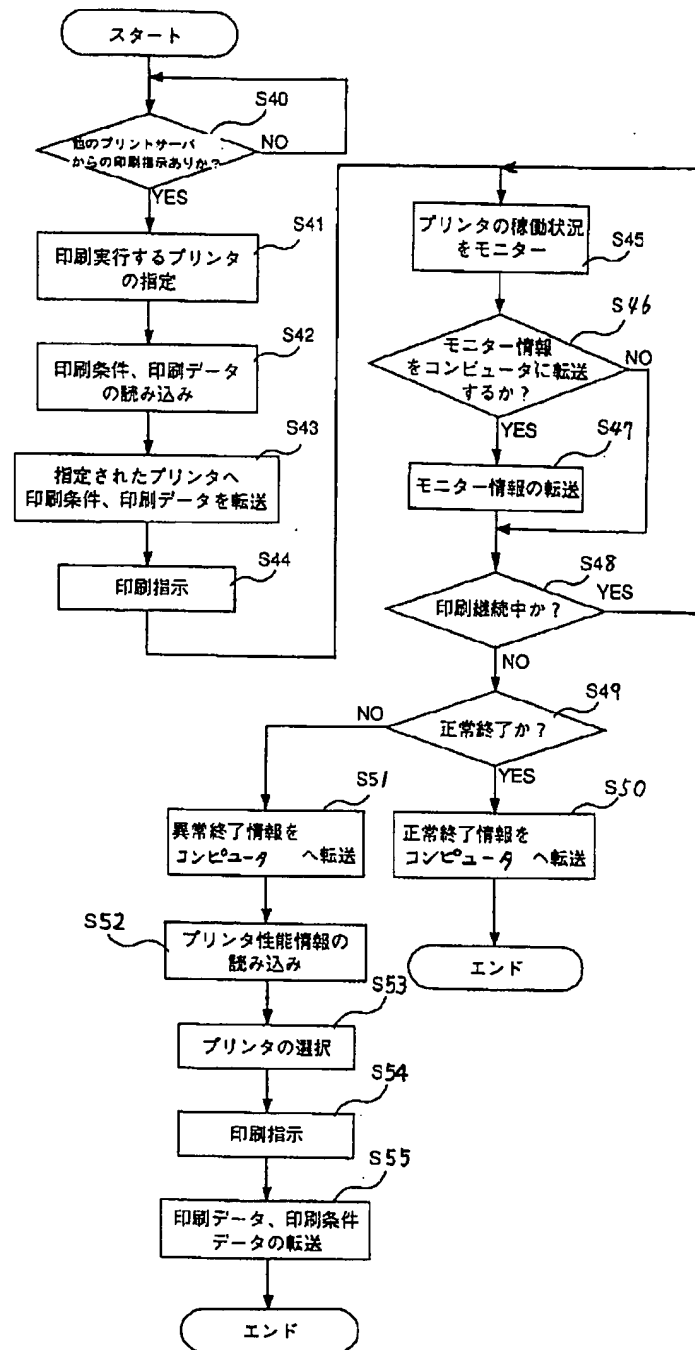 スタート
S40
他のプリントサーバ
からの印刷指示ありか?
NO
YES
S41
印刷実行するプリンタ
の指定
S42
印刷条件、印刷データ
の読み込み
S43
指定されたプリンタへ
印刷条件、印刷データを転送
S44
印刷指示
プリンタの稼働状況
をモニター
S45
S46
モニター情報
をコンピュータに転送
するか?
NO
YES
S47
モニター情報の転送
S48
印刷継続中か?
YES
NO
S49
正常終了か?
NO
YES
S51
異常終了情報を
コンピュータ へ転送
S50
正常終了情報を
コンピュータ へ転送
エンド
S52
プリンタ性能情報の
読み込み
S53
プリンタの選択
S54
印刷指示
S55
印刷データ、印刷条件
データの転送
エンド